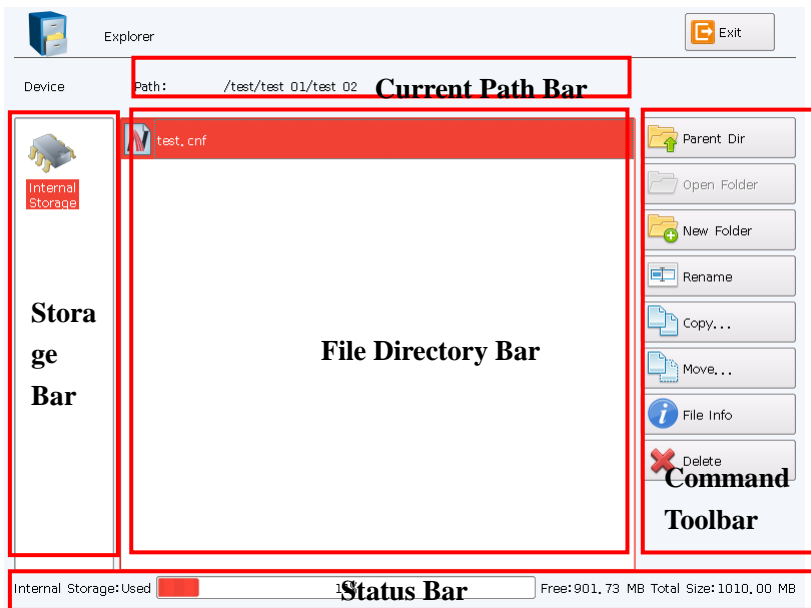 Explorer
Exit
Device
Path: /test/test 01/test 02
Current Path Bar
test.cnf
Internal
Storage
Stora
ge
Bar
File Directory Bar
Parent Dir
Open Folder
New Folder
Rename
Copy...
Move...
File Info
Delete
Command
Toolbar
Internal Storage:Used
Status Bar
Free:901.73 MB Total Size:1010.00 MB